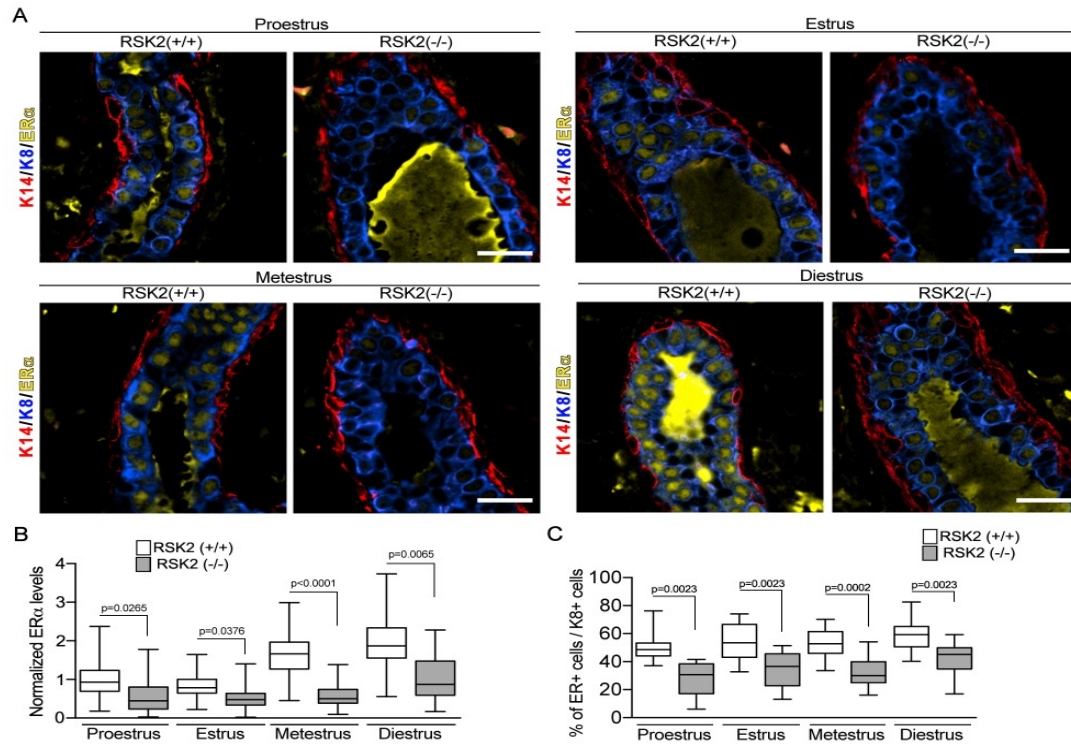 A
Proestrus
Estrus
RSK2(+/+)
RSK2(-/-)
RSK2(+/+)
RSK2(-/-)
K14/K8/ERα
K14/K8/ERα
Metestrus
Diestrus
RSK2(+/+)
RSK2(-/-)
RSK2(+/+)
RSK2(-/-)
K14/K8/ERα
K14/K8/ERα
B
RSK2 (+/+)
RSK2 (-/-)
Normalized ERα levels
4
3
2
1
0
p=0.0265
p=0.0376
p<0.0001
p=0.0065
Proestrus Estrus Metestrus Diestrus
C
RSK2 (+/+)
RSK2 (-/-)
% of ER+ cells / K8+ cells
100
80
60
40
20
0
p=0.0023
p=0.0023
p=0.0002
p=0.0023
Proestrus Estrus Metestrus Diestrus